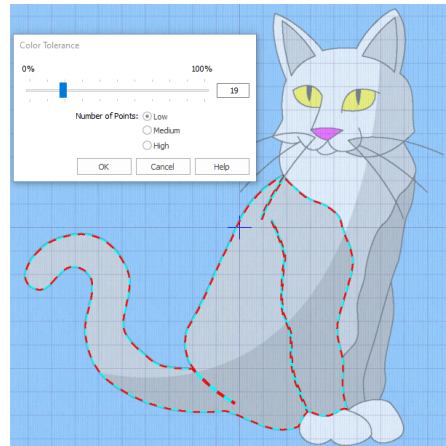 Color Tolerance
0% 100%
19
Number of Points: Low
Medium
High
OK Cancel Help